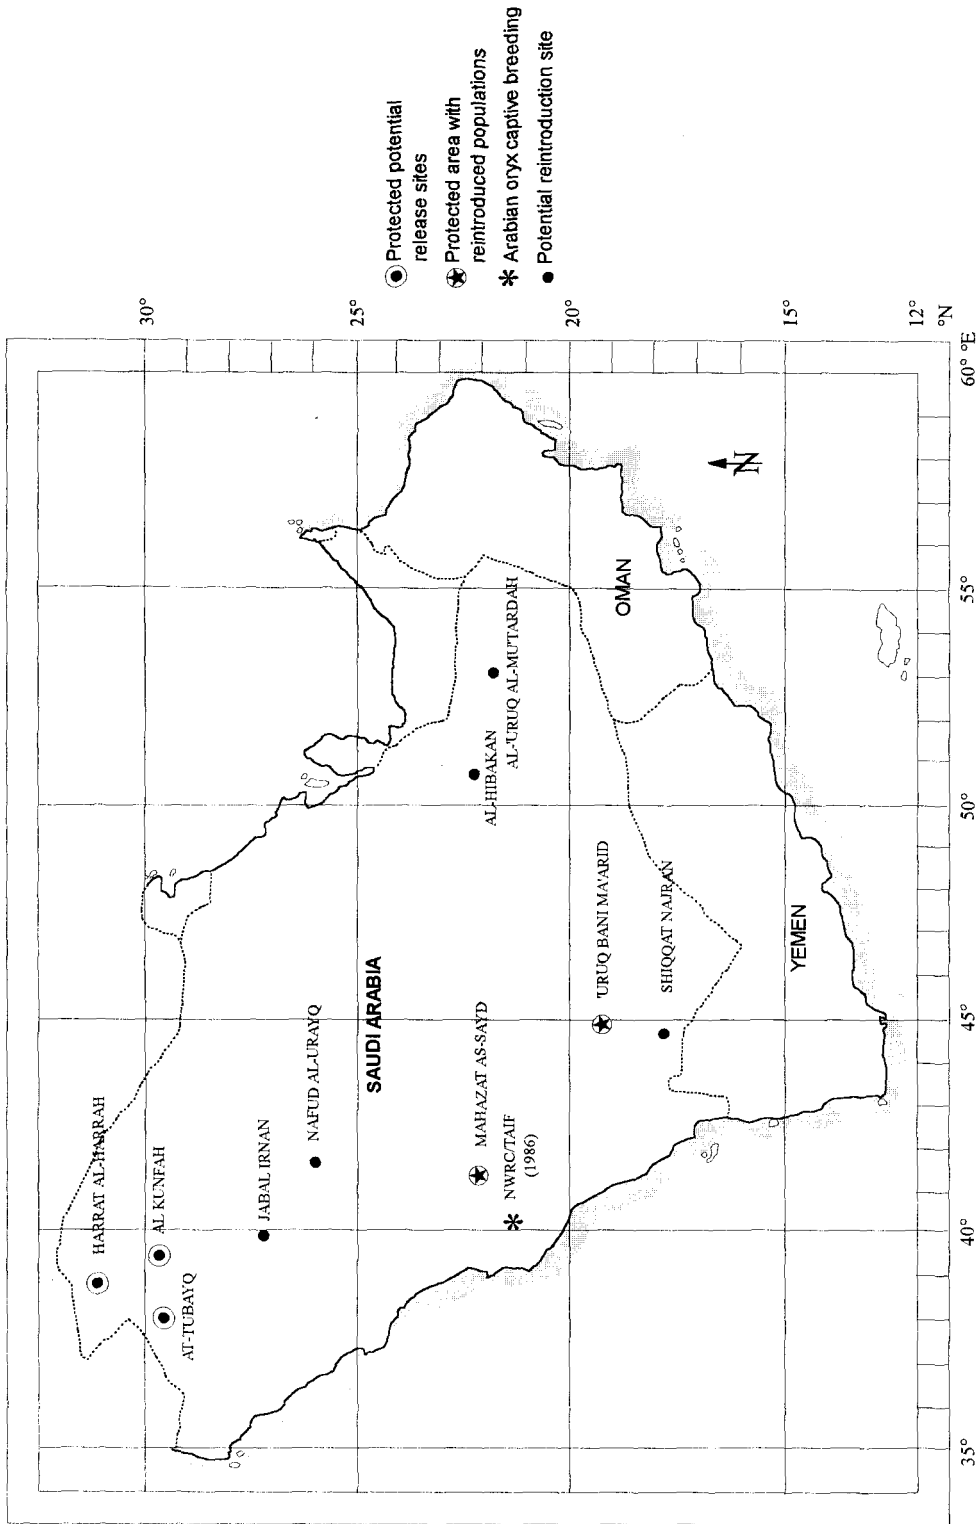 HARRAT AL-HARRAH
AL KUNFAH
AT-TUBAYQ
JABAL IRNAN
NAFUD AL-URAYQ
SAUDI ARABIA
MAHAZAT AS-SAYD
NWRC/TAIF
(1986)
'URUQ BANI MA'ARID
SHIQQAT NAJRAN
AL-HIBAKAN
AL-'URUQ AL-MU'TARDAH
OMAN
YEMEN
N
30°
25°
20°
15°
12°
°N
35°
40°
45°
50°
55°
60° °E
Protected potential
release sites
Protected area with
reintroduced populations
Arabian oryx captive breeding
Potential reintroduction site